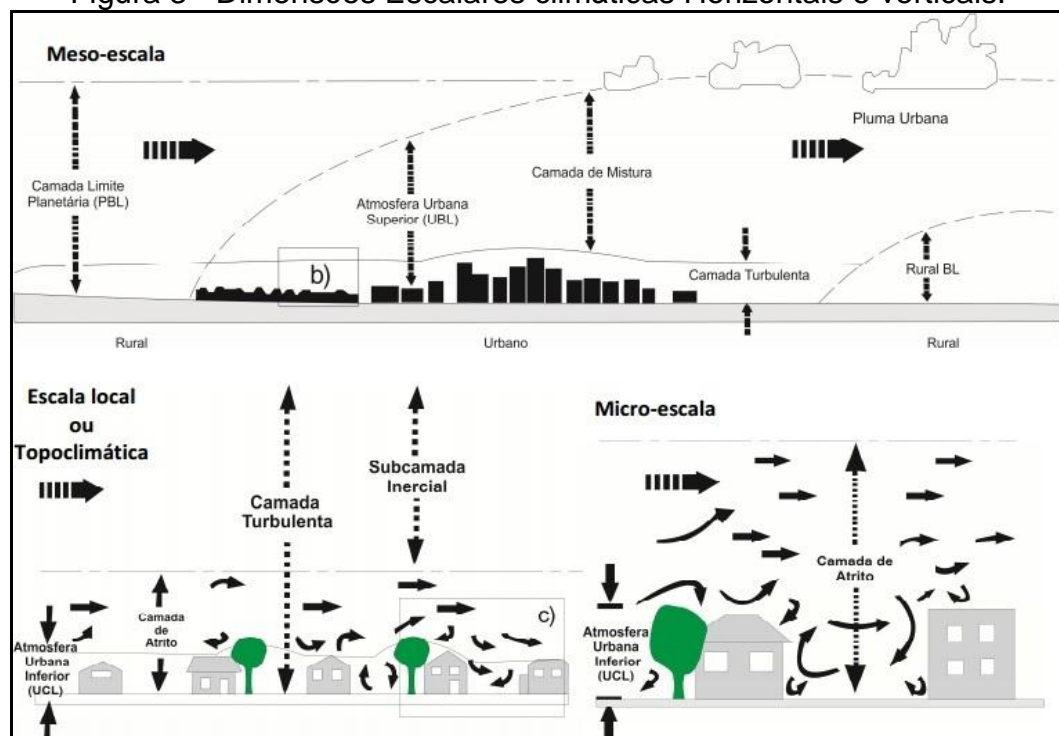 Figura 8 - Dimensões Escalares climáticas Horizontais e verticais.
Meso-escala
Pluma Urbana
Camada Limite
Planetária (PBL)
Atmosfera Urbana
Superior (UBL)
Camada de Mistura
b)
Camada Turbulenta
Rural BL
Rural
Urbano
Rural
Escala local
ou
Topoclimática
Camada
Turbulenta
Subcamada
Inercial
Camada
de
Atrito
Atmosfera
Urbana
Inferior
(UCL)
c)
Micro-escala
Camada de
Atrito
Atmosfera
Urbana
Inferior
(UCL)